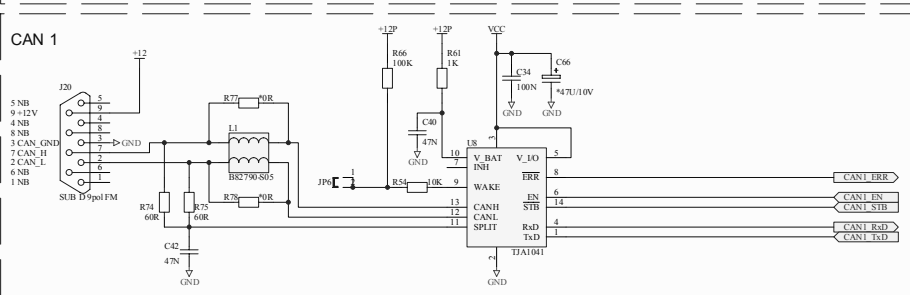 CAN 1
+12P
+12P
VCC
+12
R66
100K
R61
1K
C34
100N
C66
*47U/10V
GND
GND
J20
5 NB
9 +12V
4 NB
8 NB
3 CAN_GND
7 CAN_H
2 CAN_L
6 NB
1 NB
5
9
4
8
3
7
2
6
1
SUB D 9pol FM
GND
R77
*0R
L1
B82790-S05
R78
*0R
R74
60R
R75
60R
C42
47N
GND
C40
47N
GND
JP6
1
2
R54
10K
U8
3
10
V_BAT
7
INH
9
WAKE
13
CANH
12
CANL
11
SPLIT
V_I/O
5
ERR
8
EN
6
STB
14
RxD
4
TxD
1
2
TJA1041
GND
CAN1_ERR
CAN1_EN
CAN1_STB
CAN1_RxD
CAN1_TxD